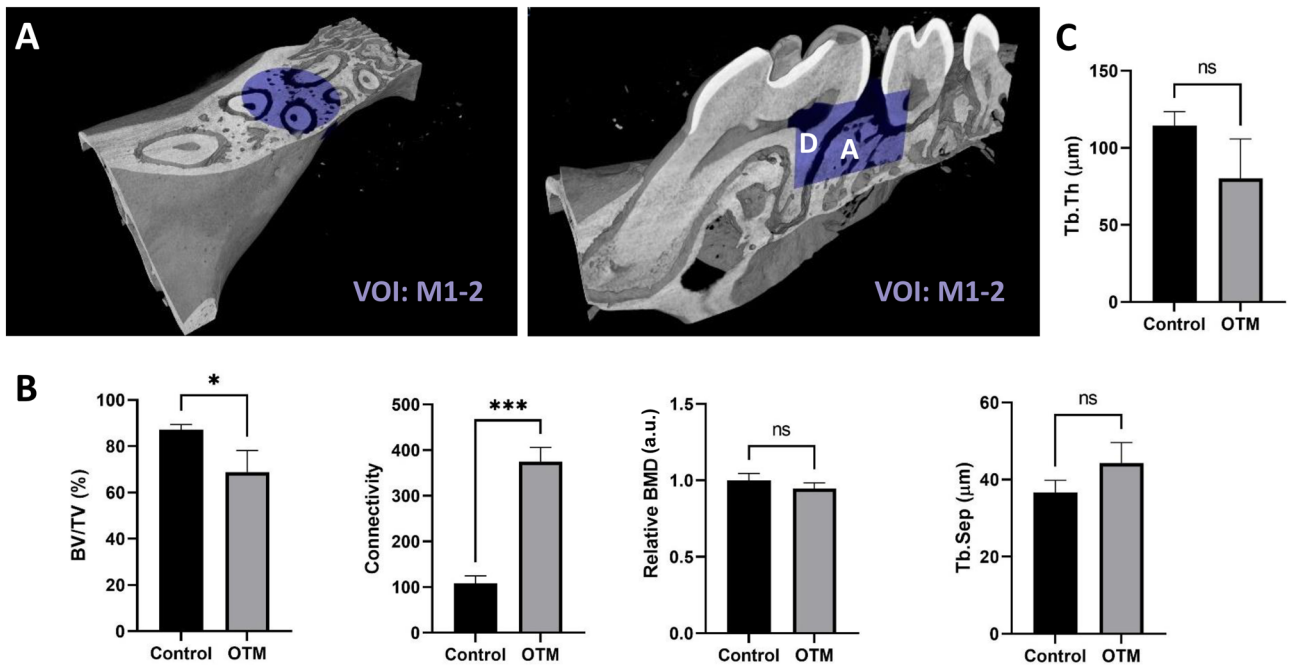 A
VOI: M1-2
D
A
VOI: M1-2
C
Tb.Th (μm)
150
100
50
0
ns
Control
OTM
B
BV/TV (%)
100
80
60
40
20
0
*
Control
OTM
Connectivity
500
400
300
200
100
0
***
Control
OTM
Relative BMD (a.u.)
1.5
1.0
0.5
0.0
ns
Control
OTM
Tb.Sep (μm)
60
40
20
0
ns
Control
OTM